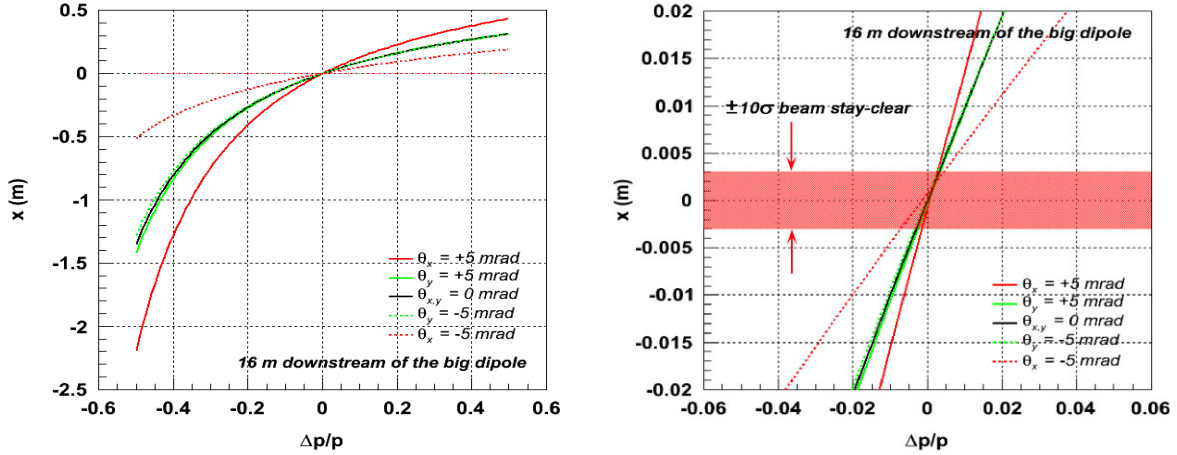 0.5
0
-0.5
-1
-1.5
-2
-2.5
x (m)
θx = +5 mrad
θy = +5 mrad
θx,y = 0 mrad
θy = -5 mrad
θx = -5 mrad
16 m downstream of the big dipole
-0.6 -0.4 -0.2 0 0.2 0.4 0.6
Δp/p
0.02
0.015
0.01
0.005
0
-0.005
-0.01
-0.015
-0.02
x (m)
16 m downstream of the big dipole
±10σ beam stay-clear
θx = +5 mrad
θy = +5 mrad
θx,y = 0 mrad
θy = -5 mrad
θx = -5 mrad
-0.06 -0.04 -0.02 0 0.02 0.04 0.06
Δp/p